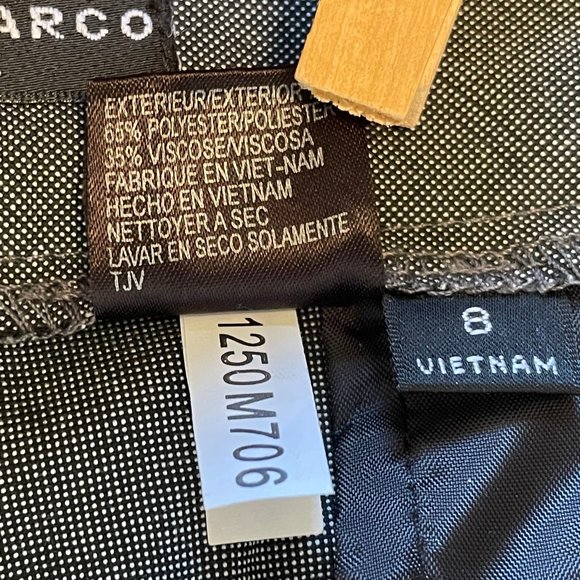 ARCO
EXTERIEUR/EXTERIOR
65% POLYESTER/POLIESTER
35% VISCOSE/VISCOSA
FABRIQUE EN VIET-NAM
HECHO EN VIETNAM
NETTOYER A SEC
LAVAR EN SECO SOLAMENTE
TJV
1250M706
8
VIETNAM